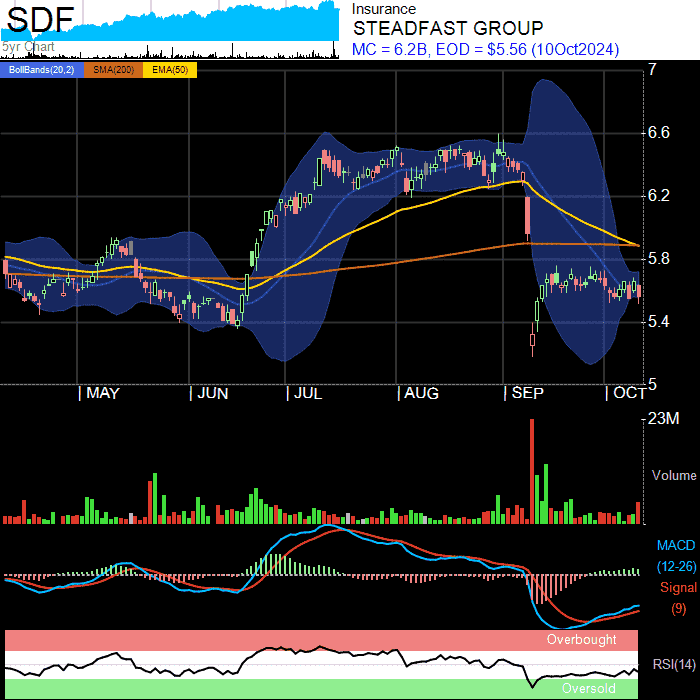 SDF
5yr Chart
Insurance
STEADFAST GROUP
MC = 6.2B, EOD = $5.56 (10Oct2024)
BollBands(20,2) SMA(200) EMA(50)
7
6.6
6.2
5.8
5.4
5
| MAY | JUN | JUL | AUG | SEP | OCT
23M
Volume
MACD
(12-26)
Signal
(9)
Overbought
RSI(14)
Oversold